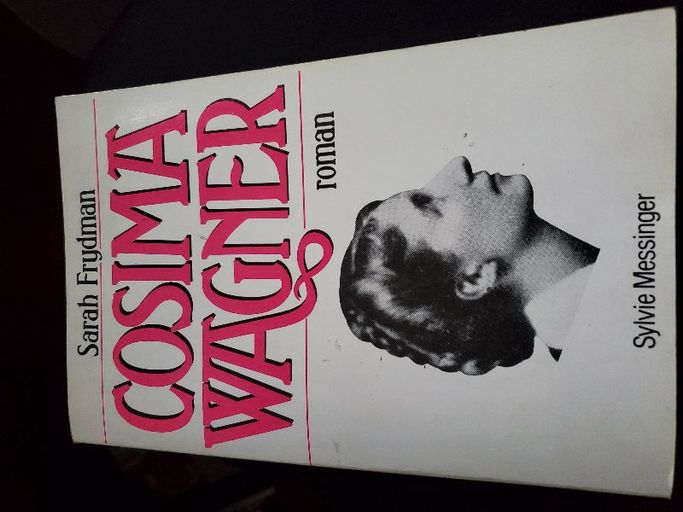 Sarah Frydman
COSIMA
WAGNER
roman
Sylvie Messinger